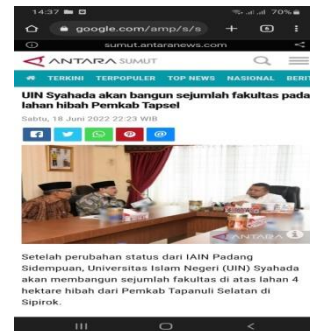 14:37
70%
google.com/amp/s/s
sumut.antaranews.com
ANTARA SUMUT
TERKINI TERPOPULER TOP NEWS NASIONAL BERI
UIN Syahada akan bangun sejumlah fakultas pada
lahan hibah Pemkab Tapsel
Sabtu, 18 Juni 2022 22:23 WIB
ANTARA
Setelah perubahan status dari IAIN Padang
Sidempuan, Universitas Islam Negeri (UIN) Syahada
akan membangun sejumlah fakultas di atas lahan 4
hektare hibah dari Pemkab Tapanuli Selatan di
Sipirok.